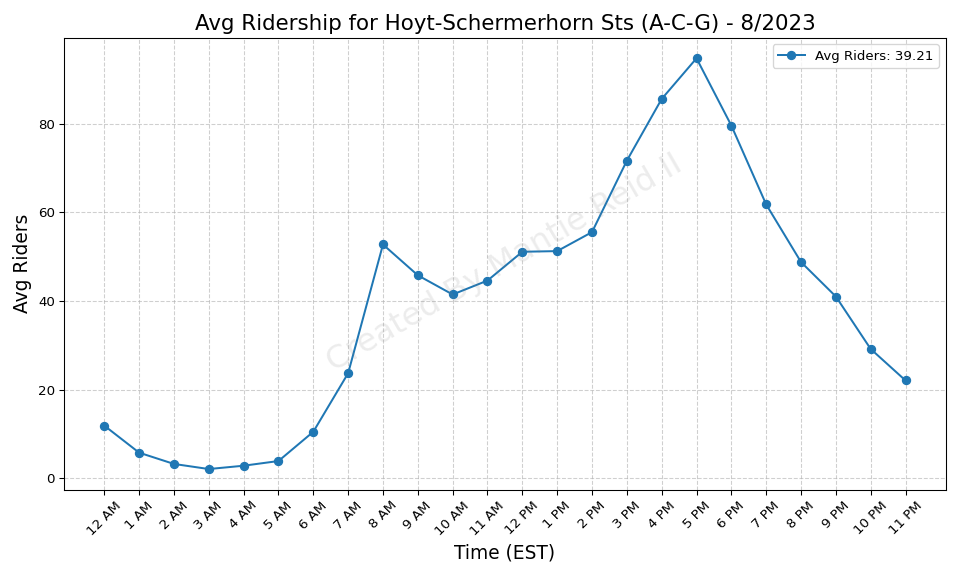 Avg Ridership for Hoyt-Schermerhorn Sts (A-C-G) - 8/2023
Avg Riders: 39.21
80
60
40
20
0
Avg Riders
Created By Mantie Reid II
12 AM
1 AM
2 AM
3 AM
4 AM
5 AM
6 AM
7 AM
8 AM
9 AM
10 AM
11 AM
12 PM
1 PM
2 PM
3 PM
4 PM
5 PM
6 PM
7 PM
8 PM
9 PM
10 PM
11 PM
Time (EST)